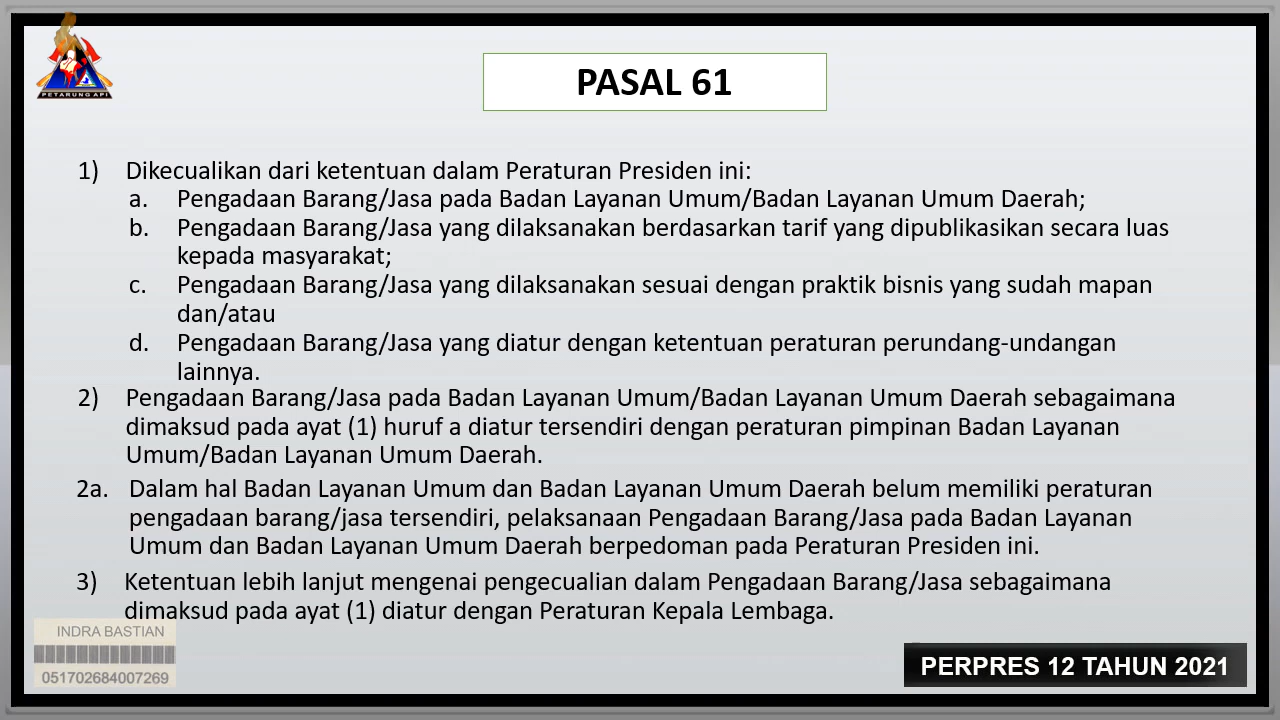 PETARUNG API
PASAL 61
1) Dikecualikan dari ketentuan dalam Peraturan Presiden ini:
a. Pengadaan Barang/Jasa pada Badan Layanan Umum/Badan Layanan Umum Daerah;
b. Pengadaan Barang/Jasa yang dilaksanakan berdasarkan tarif yang dipublikasikan secara luas
kepada masyarakat;
c. Pengadaan Barang/Jasa yang dilaksanakan sesuai dengan praktik bisnis yang sudah mapan
dan/atau
d. Pengadaan Barang/Jasa yang diatur dengan ketentuan peraturan perundang-undangan
lainnya.
2) Pengadaan Barang/Jasa pada Badan Layanan Umum/Badan Layanan Umum Daerah sebagaimana
dimaksud pada ayat (1) huruf a diatur tersendiri dengan peraturan pimpinan Badan Layanan
Umum/Badan Layanan Umum Daerah.
2a. Dalam hal Badan Layanan Umum dan Badan Layanan Umum Daerah belum memiliki peraturan
pengadaan barang/jasa tersendiri, pelaksanaan Pengadaan Barang/Jasa pada Badan Layanan
Umum dan Badan Layanan Umum Daerah berpedoman pada Peraturan Presiden ini.
3) Ketentuan lebih lanjut mengenai pengecualian dalam Pengadaan Barang/Jasa sebagaimana
dimaksud pada ayat (1) diatur dengan Peraturan Kepala Lembaga.
INDRA BASTIAN
051702684007269
PERPRES 12 TAHUN 2021